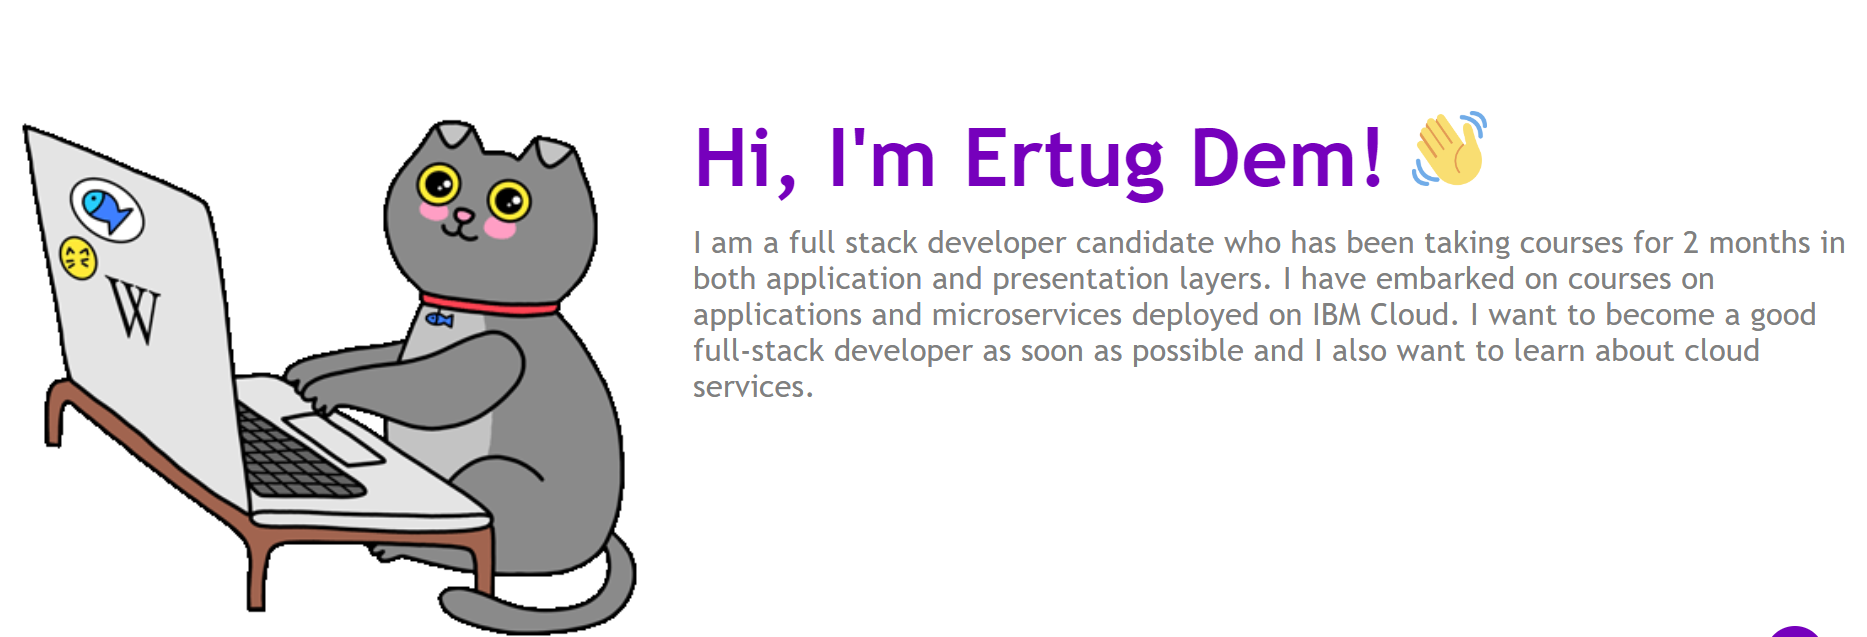 Hi, I'm Ertug Dem! 👋
I am a full stack developer candidate who has been taking courses for 2 months in
both application and presentation layers. I have embarked on courses on
applications and microservices deployed on IBM Cloud. I want to become a good
full-stack developer as soon as possible and I also want to learn about cloud
services.
W